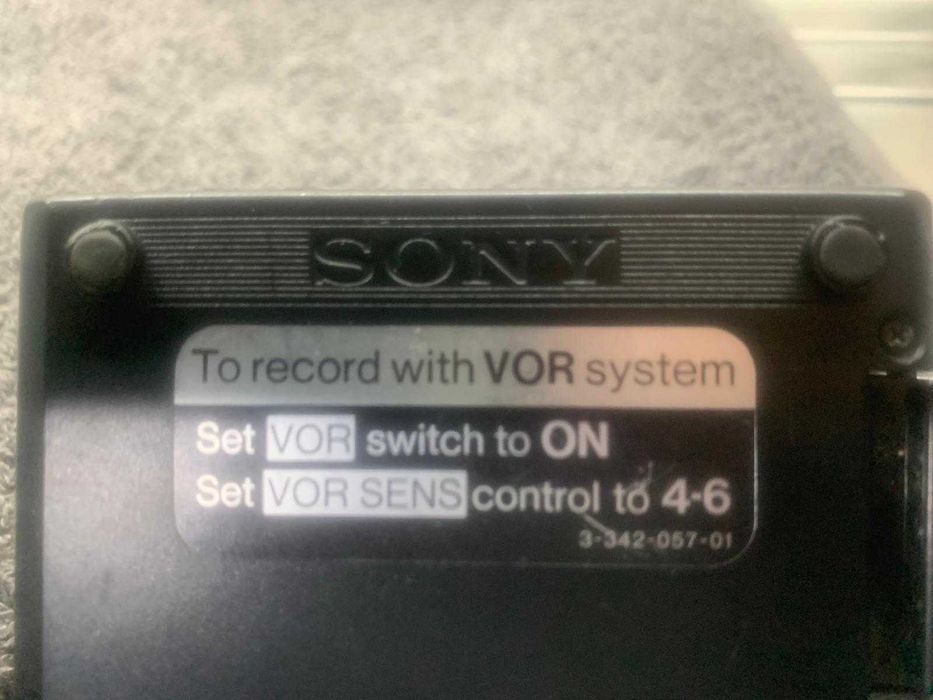 SONY
To record with VOR system
Set VOR switch to ON
Set VOR SENS control to 4-6
3-342-057-01